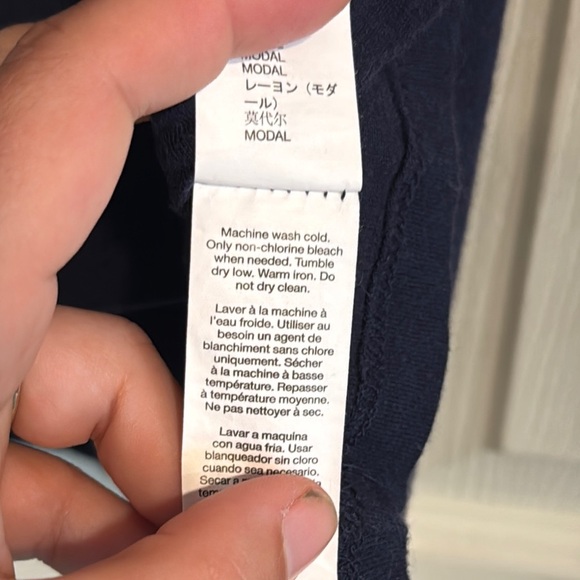 MODAL
MODAL
レーヨン（モダ
ール）
莫代尔
MODAL
Machine wash cold.
Only non-chlorine bleach
when needed. Tumble
dry low. Warm iron. Do
not dry clean.
Laver à la machine à
l'eau froide. Utiliser au
besoin un agent de
blanchiment sans chlore
uniquement. Sécher
à la machine à basse
température. Repasser
à température moyenne.
Ne pas nettoyer à sec.
Lavar a maquina
con agua fria. Usar
blanqueador sin cloro
cuando sea necesario.
Secar a